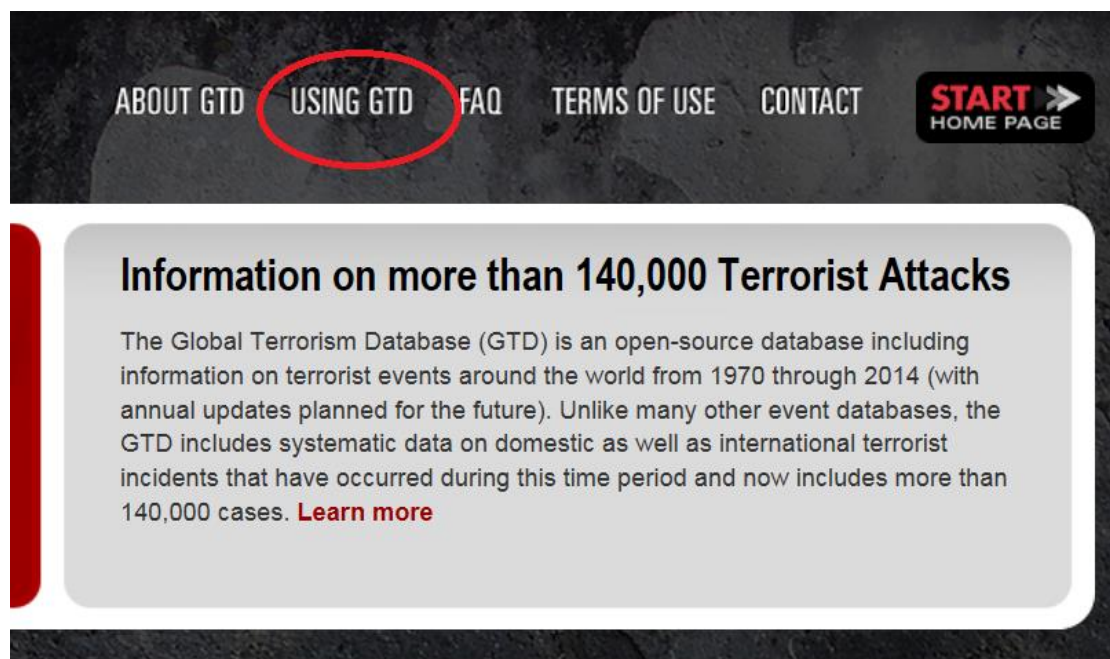 ABOUT GTD USING GTD FAQ TERMS OF USE CONTACT START
HOME PAGE
Information on more than 140,000 Terrorist Attacks
The Global Terrorism Database (GTD) is an open-source database including
information on terrorist events around the world from 1970 through 2014 (with
annual updates planned for the future). Unlike many other event databases, the
GTD includes systematic data on domestic as well as international terrorist
incidents that have occurred during this time period and now includes more than
140,000 cases. Learn more